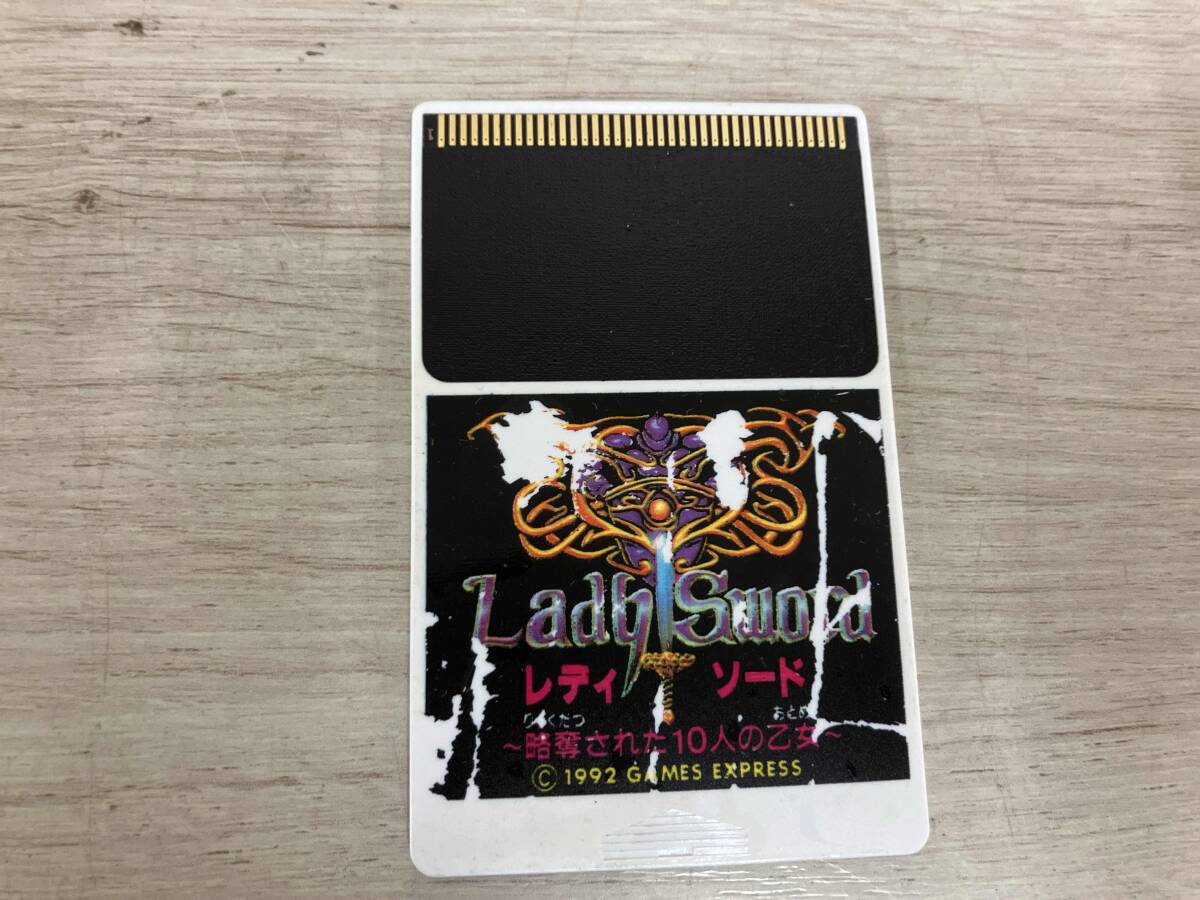 Lady Sword
レディ ソード
りゃくだつ おとめ
～略奪された10人の乙女～
© 1992 GAMES EXPRESS